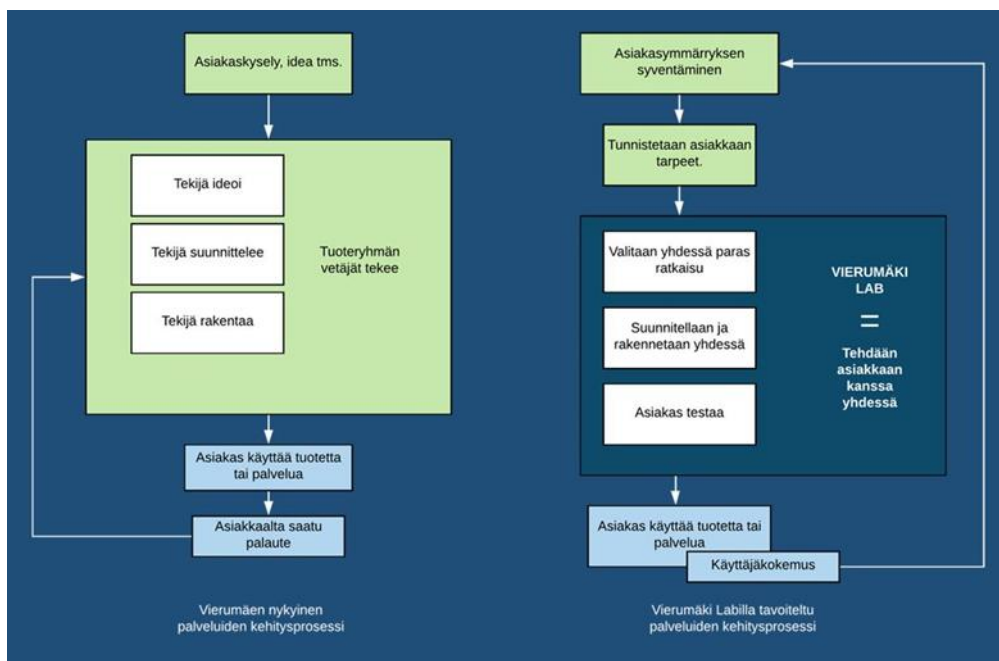 Asiakaskysely, idea tms.
Tekijä ideoi
Tekijä suunnittelee
Tekijä rakentaa
Tuoteryhmän
vetäjät tekee
Asiakas käyttää tuotetta
tai palvelua
Asiakkaalta saatu
palaute
Vierumäen nykyinen
palveluiden kehitysprosessi
Asiakasymmärryksen
syventäminen
Tunnistetaan asiakkaan
tarpeet.
Valitaan yhdessä paras
ratkaisu
Suunnitellaan ja
rakennetaan yhdessä
Asiakas testaa
VIERUMÄKI
LAB
=
Tehdään
asiakkaan
kanssa
yhdessä
Asiakas käyttää tuotetta tai
palvelua
Käyttäjäkokemus
Vierumäki Labilla tavoiteltu
palveluiden kehitysprosessi